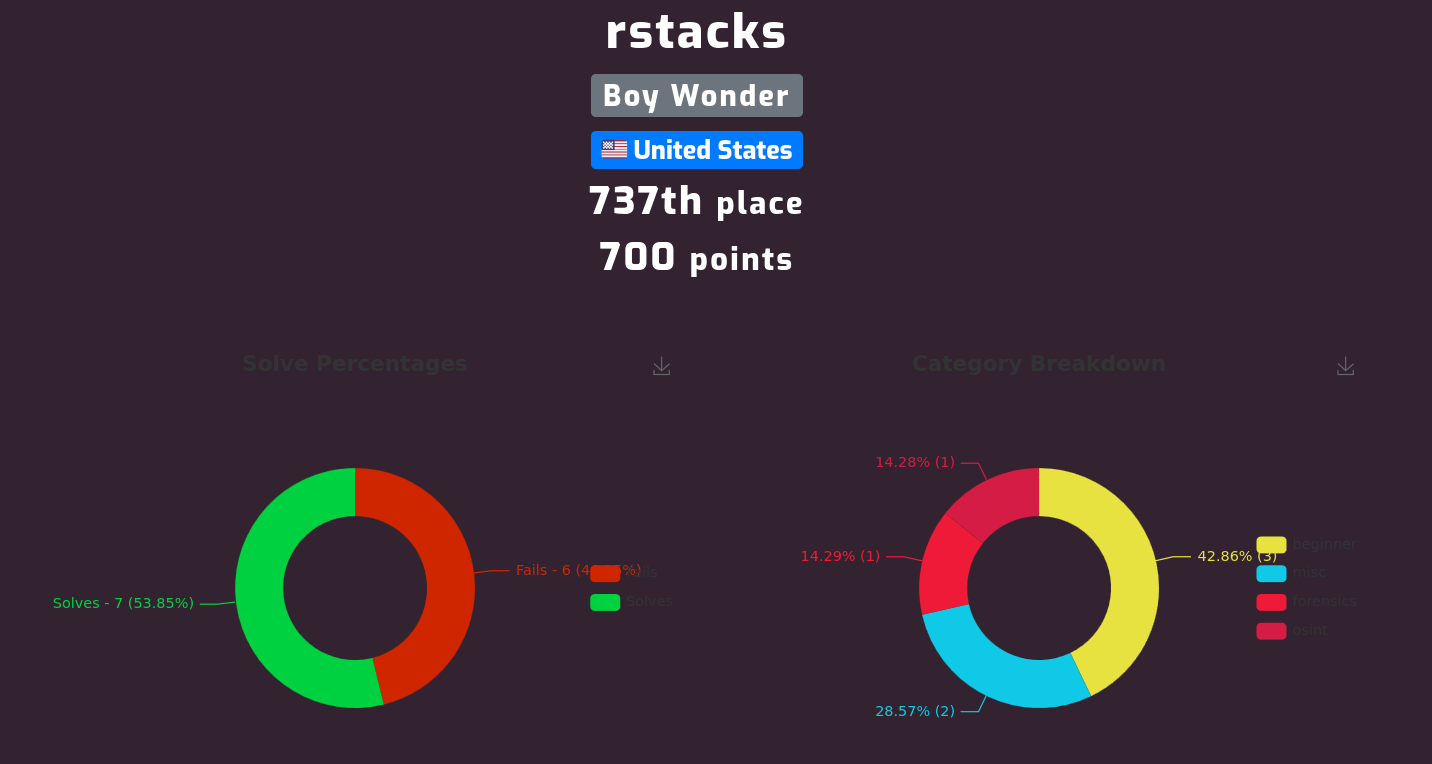 rstacks
Boy Wonder
United States
737th place
700 points
Solve Percentages
Category Breakdown
14.28% (1)
14.29% (1)
42.86% (3)
beginner
misc
forensics
osint
28.57% (2)
Fails - 6
Solves
Solves - 7 (53.85%)